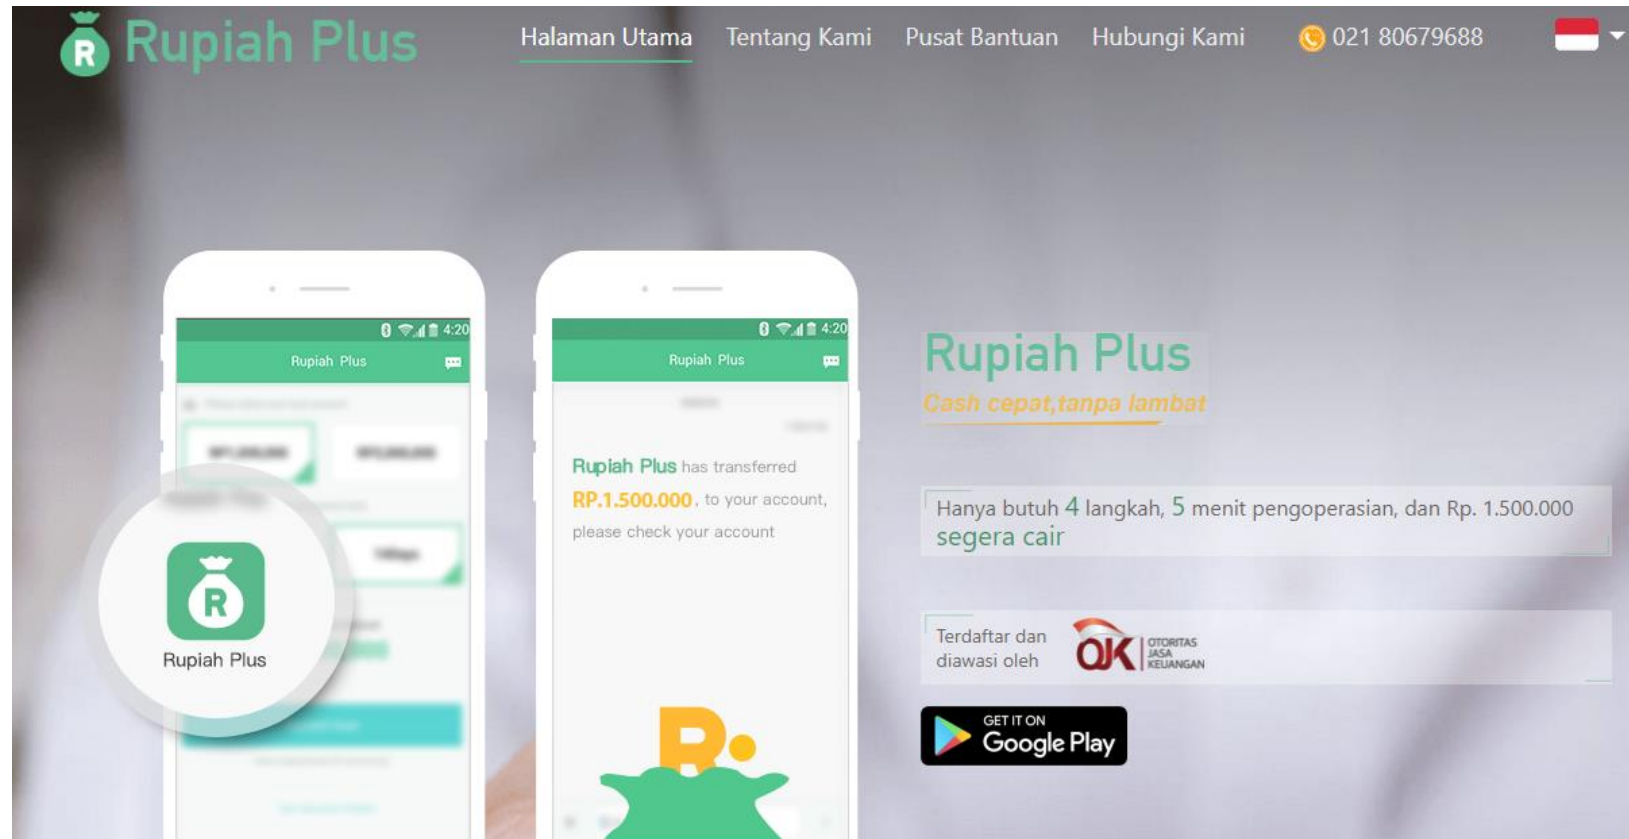 Rupiah Plus
Halaman Utama
Tentang Kami
Pusat Bantuan
Hubungi Kami
021 80679688
4:20
Rupiah Plus
Rupiah Plus
4:20
Rupiah Plus
Rupiah Plus has transferred
RP.1.500.000, to your account,
please check your account
R
Rupiah Plus
Cash cepat,tanpa lambat
Hanya butuh 4 langkah, 5 menit pengoperasian, dan Rp. 1.500.000
segera cair
Terdaftar dan
diawasi oleh
OJK
OTORITAS
JASA
KEUANGAN
GET IT ON
Google Play